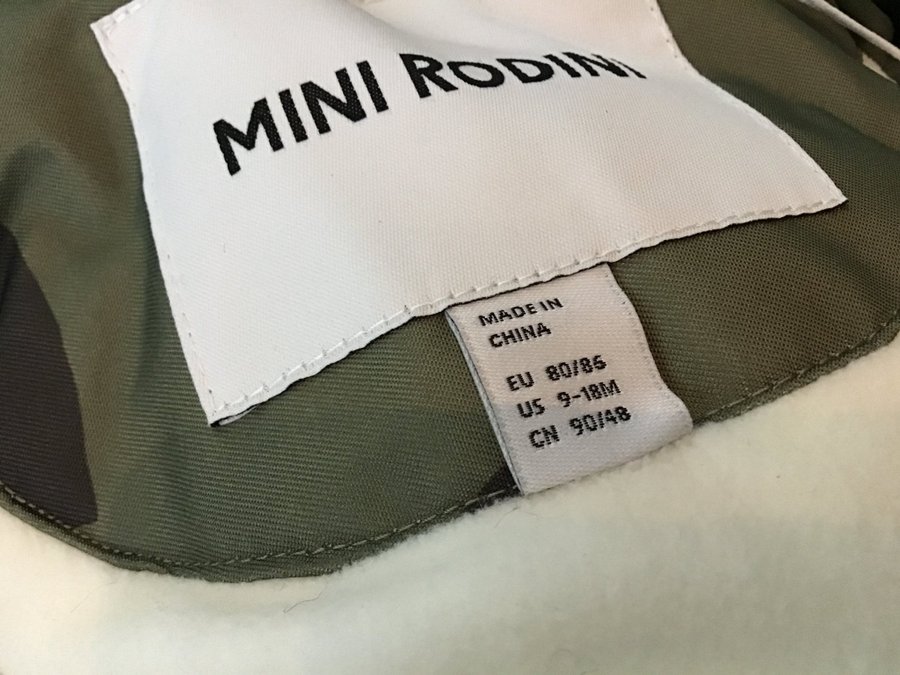 MINI RODINI
MADE IN
CHINA
EU 80/86
US 9-18M
CN 90/48